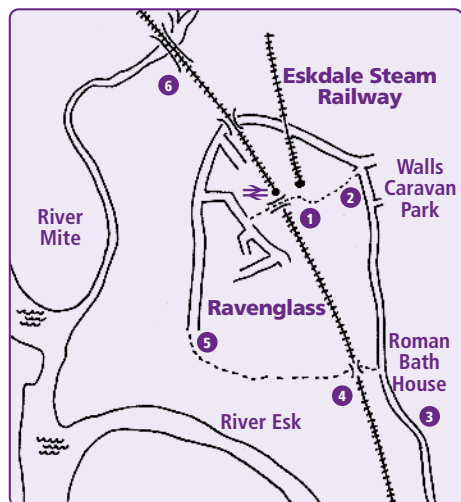 6
Eskdale Steam
Railway
Walls
Caravan
Park
2
1
River
Mite
Ravenglass
5
Roman
Bath
House
4
3
River Esk